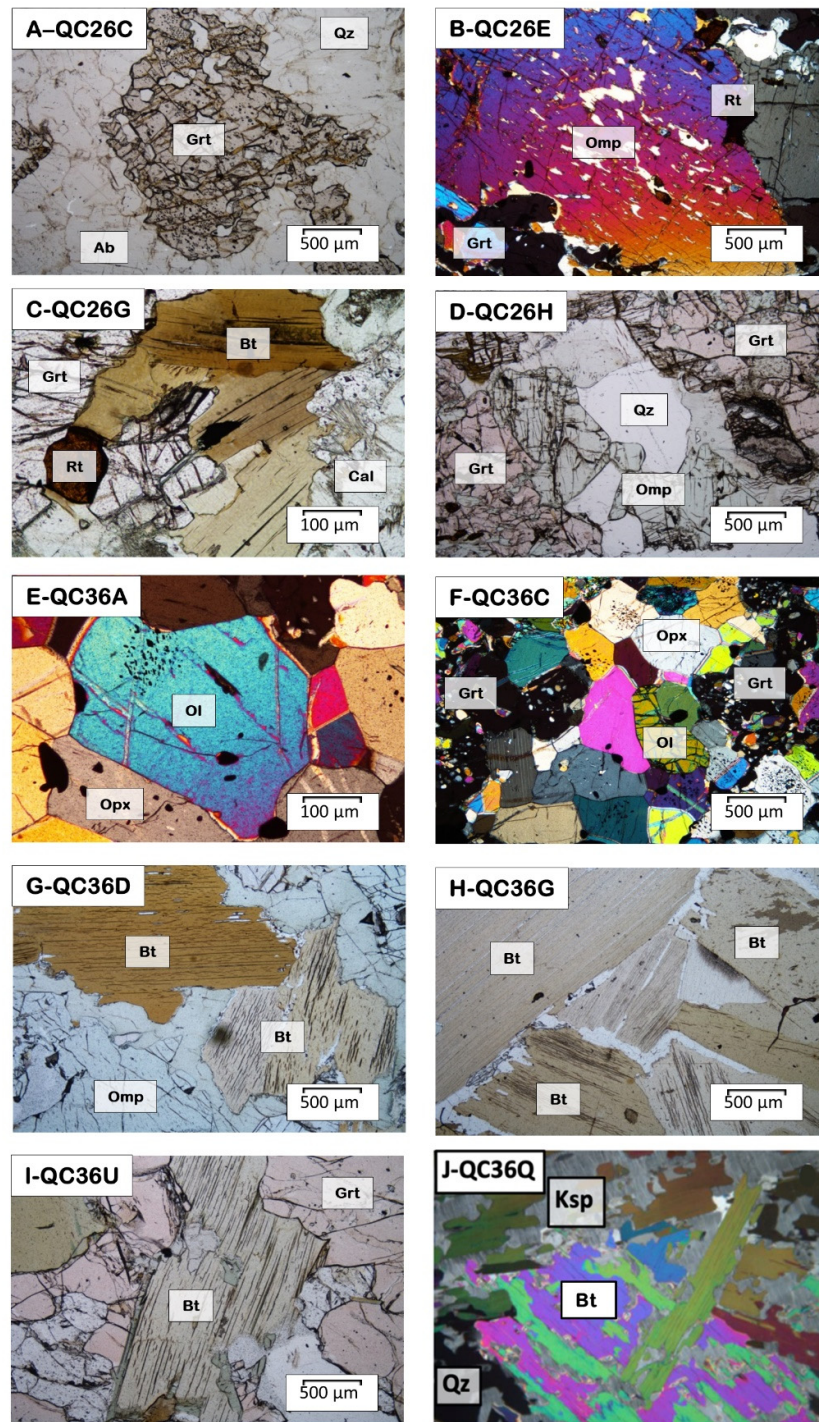 A–QC26C
Qz
Grt
Ab
500 µm
B-QC26E
Rt
Omp
Grt
500 µm
C-QC26G
Bt
Grt
Rt
Cal
100 µm
D-QC26H
Grt
Qz
Grt
Omp
500 µm
E-QC36A
Ol
Opx
100 µm
F-QC36C
Opx
Grt
Grt
Ol
500 µm
G-QC36D
Bt
Bt
Omp
500 µm
H-QC36G
Bt
Bt
Bt
500 µm
I-QC36U
Grt
Bt
500 µm
J-QC36Q
Ksp
Bt
Qz